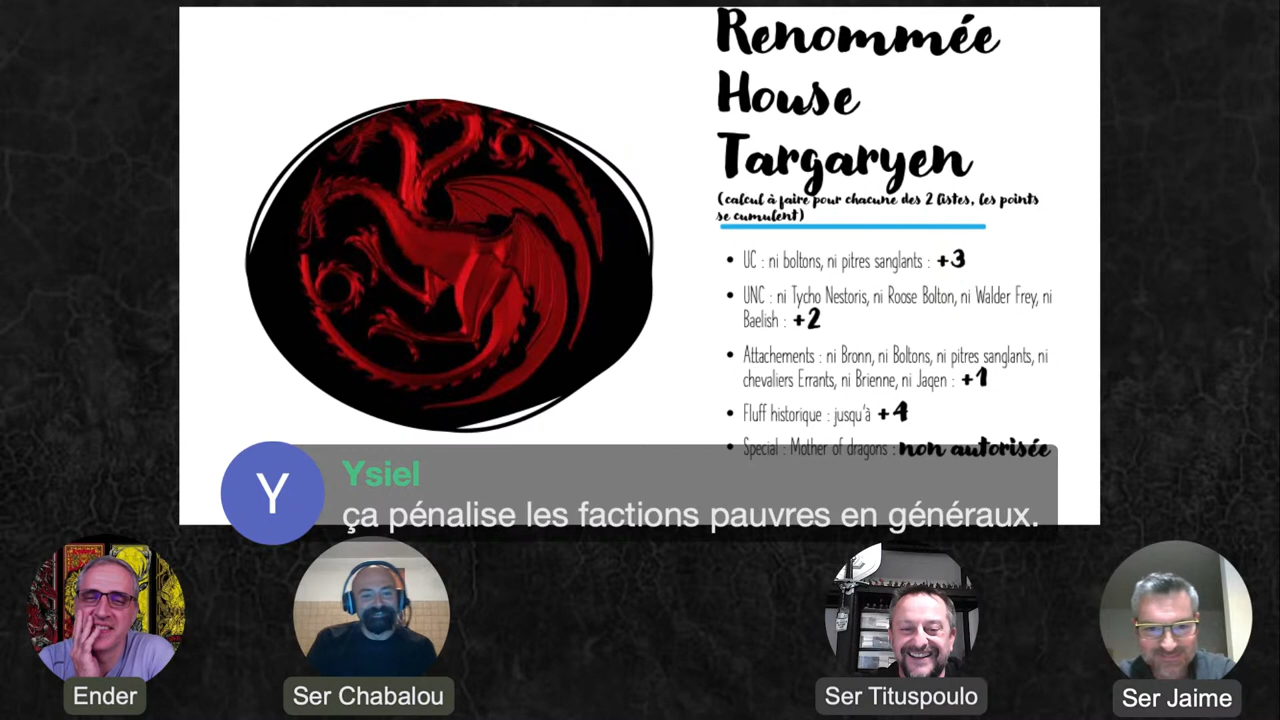 Renommée
House
Targaryen
(calcul à faire pour chacune des 2 listes, les points
se cumulent)
• UC : ni boltons, ni pitres sanglants : +3
• UNC : ni Tycho Nestoris, ni Roose Bolton, ni Walder Frey, ni
Baelish : +2
• Attachements : ni Bronn, ni Boltons, ni pitres sanglants, ni
chevaliers Errants, ni Brienne, ni Jaqen : +1
• Fluff historique : jusqu'à +4
• Special : Mother of dragons : non autorisée
Y
Ysiel
ça pénalise les factions pauvres en généraux.
Ender
Ser Chabalou
Ser Tituspoulo
Ser Jaime